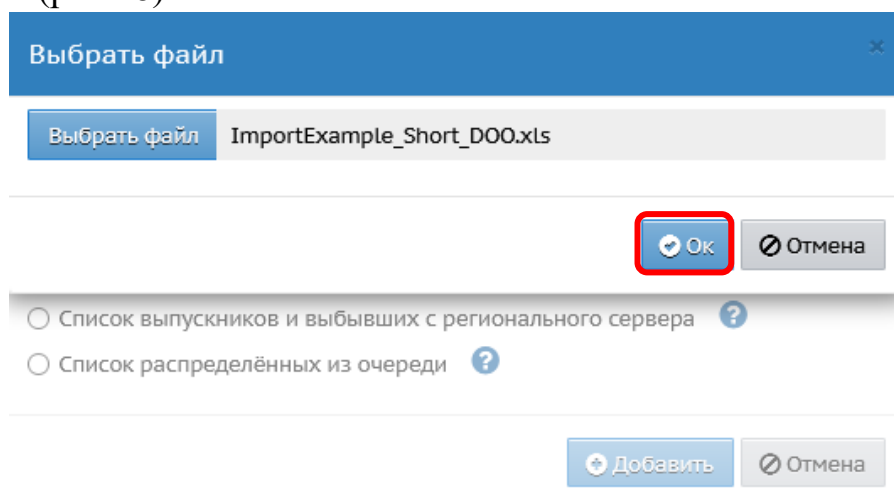 Выбрать файл
Выбрать файл ImportExample_Short_DOO.xls
Ок Отмена
Список выпускников и выбывших с регионального сервера ?
Список распределённых из очереди ?
Добавить Отмена